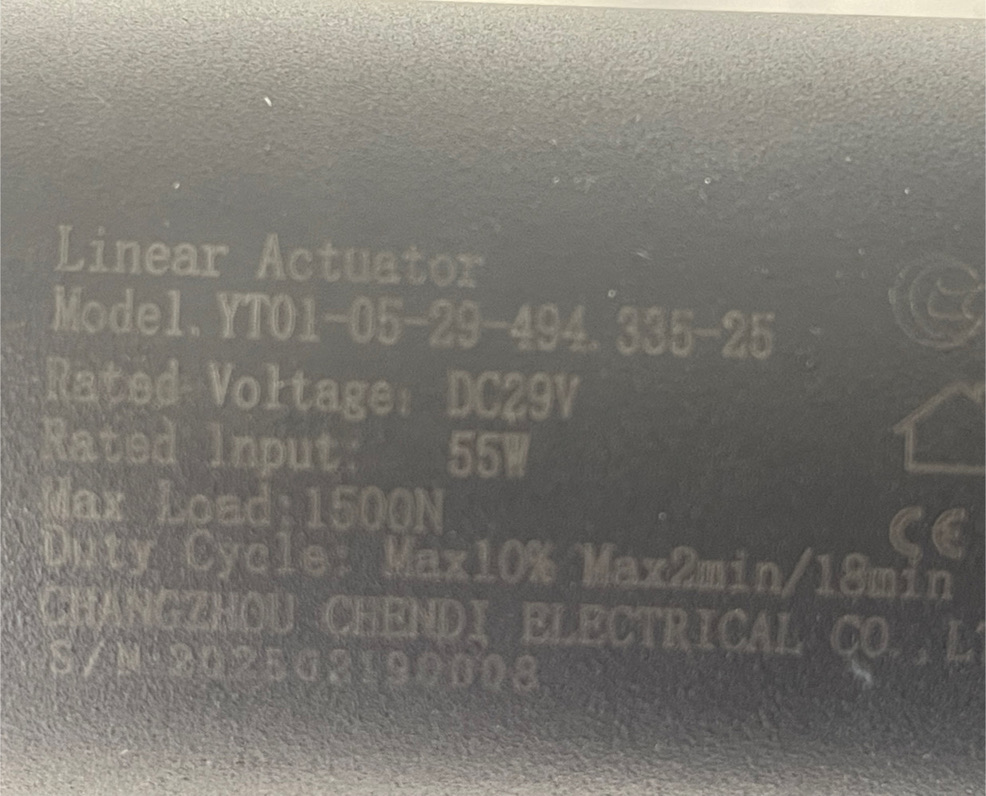 Linear Actuator
Model. YT01-05-29-494.335-25
Rated Voltage: DC29V
Rated Input: 55W
Max Load:1500N
Duty Cycle: Max10% Max2min/18min
CE
CHANGZHOU CHENDI ELECTRICAL CO.,
S/N